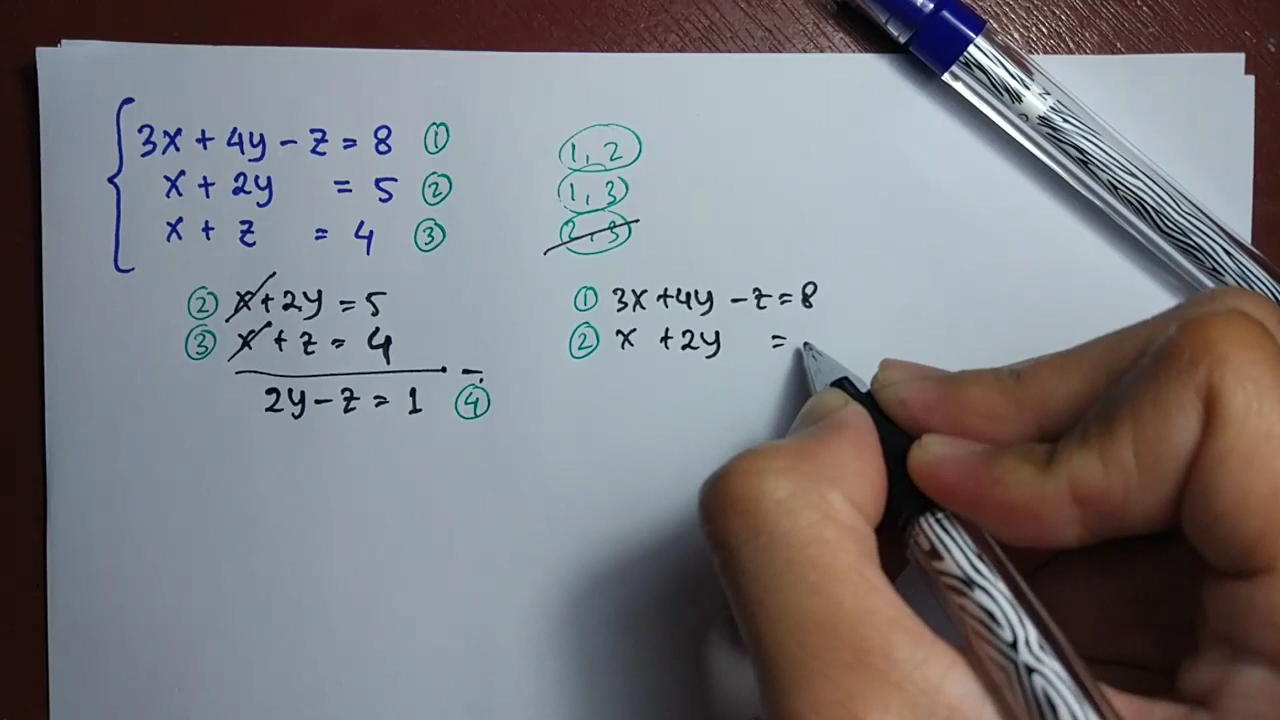 3x + 4y - z = 8 ①
x + 2y = 5 ②
x + z = 4 ③
1, 2
1, 3
2, 3
② x + 2y = 5
③ x + z = 4
-
2y - z = 1 ④
① 3x + 4y - z = 8
② x + 2y =